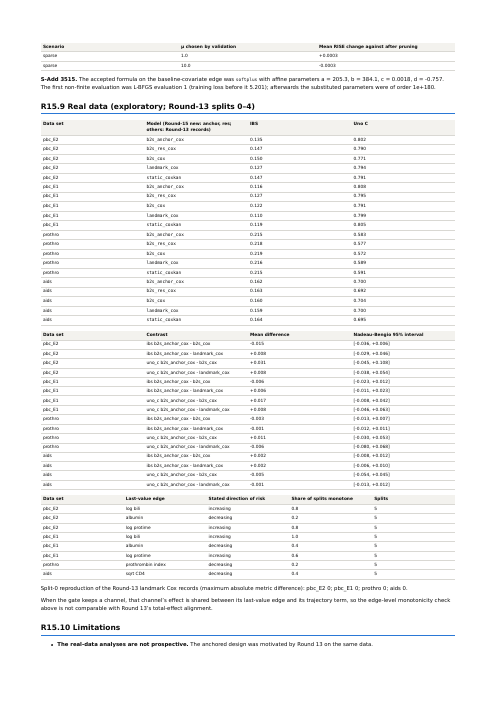 Scenario μ chosen by validation Mean RISE change against after pruning
sparse 1.0 +0.0003
sparse 10.0 -0.0003
S-Add 3515. The accepted formula on the baseline-covariate edge was softplus with affine parameters a = 205.3, b = 384.1, c = 0.0018, d = -0.757.
The first non-finite evaluation was L-BFGS evaluation 1 (training loss before it 5.201); afterwards the substituted parameters were of order 1e+180.
R15.9 Real data (exploratory; Round-13 splits 0–4)
Data set Model (Round-15 new: anchor, res; IBS Uno C
others: Round-13 records)
pbc_E2 b2s_anchor_cox 0.135 0.802
pbc_E2 b2s_res_cox 0.147 0.790
pbc_E2 b2s_cox 0.150 0.771
pbc_E2 landmark_cox 0.127 0.794
pbc_E2 static_coxkan 0.147 0.791
pbc_E1 b2s_anchor_cox 0.116 0.808
pbc_E1 b2s_res_cox 0.127 0.795
pbc_E1 b2s_cox 0.122 0.791
pbc_E1 landmark_cox 0.110 0.799
pbc_E1 static_coxkan 0.119 0.805
prothro b2s_anchor_cox 0.215 0.583
prothro b2s_res_cox 0.218 0.577
prothro b2s_cox 0.219 0.572
prothro landmark_cox 0.216 0.589
prothro static_coxkan 0.215 0.591
aids b2s_anchor_cox 0.162 0.700
aids b2s_res_cox 0.163 0.692
aids b2s_cox 0.160 0.704
aids landmark_cox 0.159 0.700
aids static_coxkan 0.164 0.695
Data set Contrast Mean difference Nadeau-Bengio 95% interval
pbc_E2 ibs b2s_anchor_cox - b2s_cox -0.015 [-0.036, +0.006]
pbc_E2 ibs b2s_anchor_cox - landmark_cox +0.008 [-0.029, +0.046]
pbc_E2 uno_c b2s_anchor_cox - b2s_cox +0.031 [-0.045, +0.108]
pbc_E2 uno_c b2s_anchor_cox - landmark_cox +0.008 [-0.038, +0.054]
pbc_E1 ibs b2s_anchor_cox - b2s_cox -0.006 [-0.023, +0.012]
pbc_E1 ibs b2s_anchor_cox - landmark_cox +0.006 [-0.011, +0.023]
pbc_E1 uno_c b2s_anchor_cox - b2s_cox +0.017 [-0.008, +0.042]
pbc_E1 uno_c b2s_anchor_cox - landmark_cox +0.008 [-0.046, +0.063]
prothro ibs b2s_anchor_cox - b2s_cox -0.003 [-0.013, +0.007]
prothro ibs b2s_anchor_cox - landmark_cox -0.001 [-0.012, +0.011]
prothro uno_c b2s_anchor_cox - b2s_cox +0.011 [-0.030, +0.053]
prothro uno_c b2s_anchor_cox - landmark_cox -0.006 [-0.080, +0.068]
aids ibs b2s_anchor_cox - b2s_cox +0.002 [-0.008, +0.012]
aids ibs b2s_anchor_cox - landmark_cox +0.002 [-0.006, +0.010]
aids uno_c b2s_anchor_cox - b2s_cox -0.005 [-0.054, +0.045]
aids uno_c b2s_anchor_cox - landmark_cox -0.001 [-0.013, +0.012]
Data set Last-value edge Stated direction of risk Share of splits monotone Splits
pbc_E2 log bili increasing 0.8 5
pbc_E2 albumin decreasing 0.2 5
pbc_E2 log protime increasing 0.8 5
pbc_E1 log bili increasing 1.0 5
pbc_E1 albumin decreasing 0.4 5
pbc_E1 log protime increasing 0.6 5
prothro prothrombin index decreasing 0.2 5
aids sqrt CD4 decreasing 0.4 5
Split-0 reproduction of the Round-13 landmark Cox records (maximum absolute metric difference): pbc_E2 0; pbc_E1 0; prothro 0; aids 0.
When the gate keeps a channel, that channel's effect is shared between its last-value edge and its trajectory term, so the edge-level monotonicity check
above is not comparable with Round 13's total-effect alignment.
R15.10 Limitations
• The real-data analyses are not prospective. The anchored design was motivated by Round 13 on the same data.